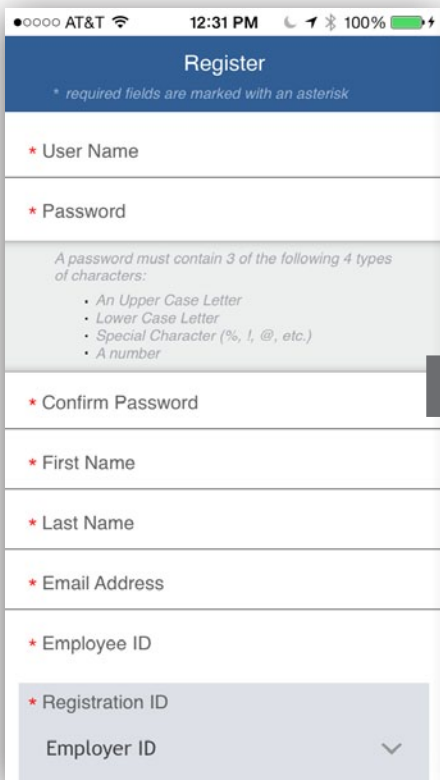 ●○○○○ AT&T 12:31 PM 100%
Register
* required fields are marked with an asterisk
* User Name
* Password
A password must contain 3 of the following 4 types
of characters:
• An Upper Case Letter
• Lower Case Letter
• Special Character (%, !, @, etc.)
• A number
* Confirm Password
* First Name
* Last Name
* Email Address
* Employee ID
* Registration ID
Employer ID